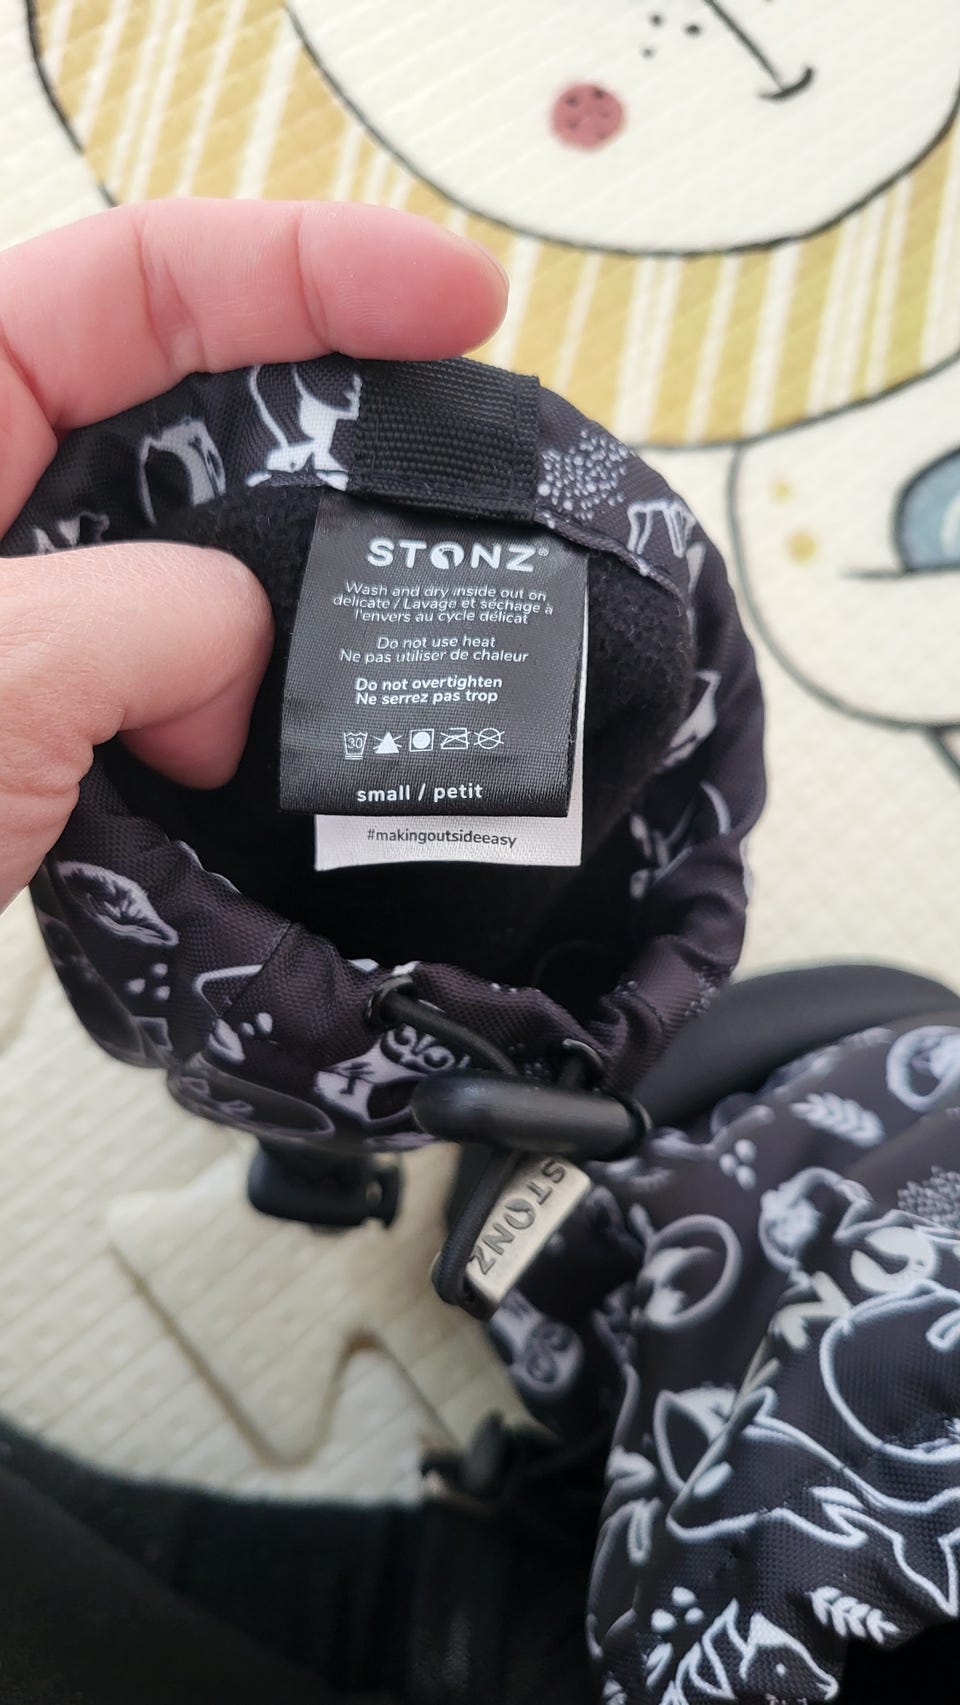 STONZ®
Wash and dry inside out on
delicate / Lavage et séchage à
l'envers au cycle délicat
Do not use heat
Ne pas utiliser de chaleur
Do not overtighten
Ne serrez pas trop
30
small / petit
#makingoutsideeasy
STONZ